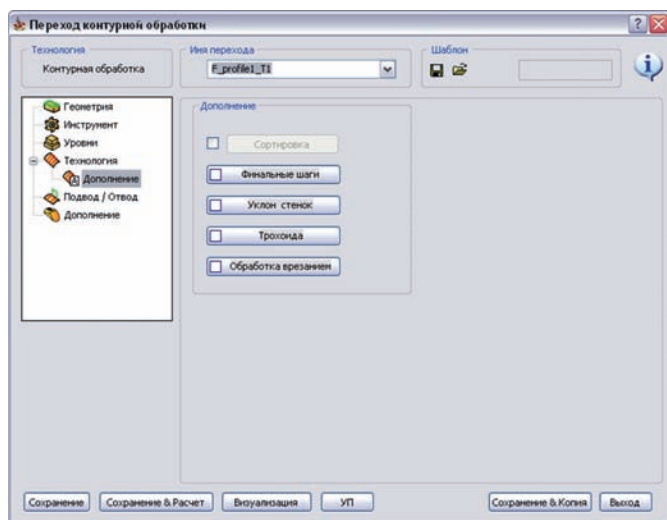 Переход контурной обработки
Технология
Контурная обработка
Имя перехода
F_profile1_T1
Шаблон
Геометрия
Инструмент
Уровни
Технология
Дополнение
Подвод / Отвод
Дополнение
Дополнение
Сортировка
Финальные шаги
Уклон стенок
Трохоида
Обработка врезанием
Сохранение
Сохранение & Расчет
Визуализация
УП
Сохранение & Копия
Выход